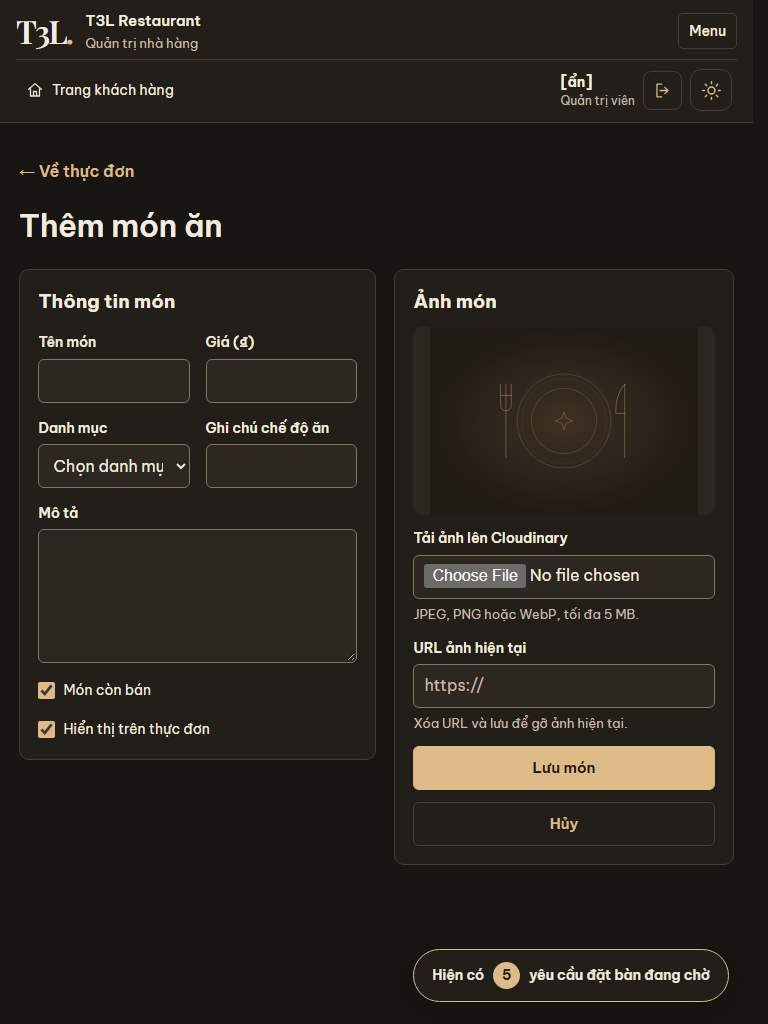 T3L.
T3L Restaurant
Quản trị nhà hàng
Menu
Trang khách hàng
[ẩn]
Quản trị viên
← Về thực đơn
Thêm món ăn
Thông tin món
Tên món
Giá (₫)
Danh mục
Ghi chú chế độ ăn
Chọn danh mụ
Mô tả
Món còn bán
Hiển thị trên thực đơn
Ảnh món
Tải ảnh lên Cloudinary
Choose File No file chosen
JPEG, PNG hoặc WebP, tối đa 5 MB.
URL ảnh hiện tại
https://
Xóa URL và lưu để gỡ ảnh hiện tại.
Lưu món
Hủy
Hiện có 5 yêu cầu đặt bàn đang chờ